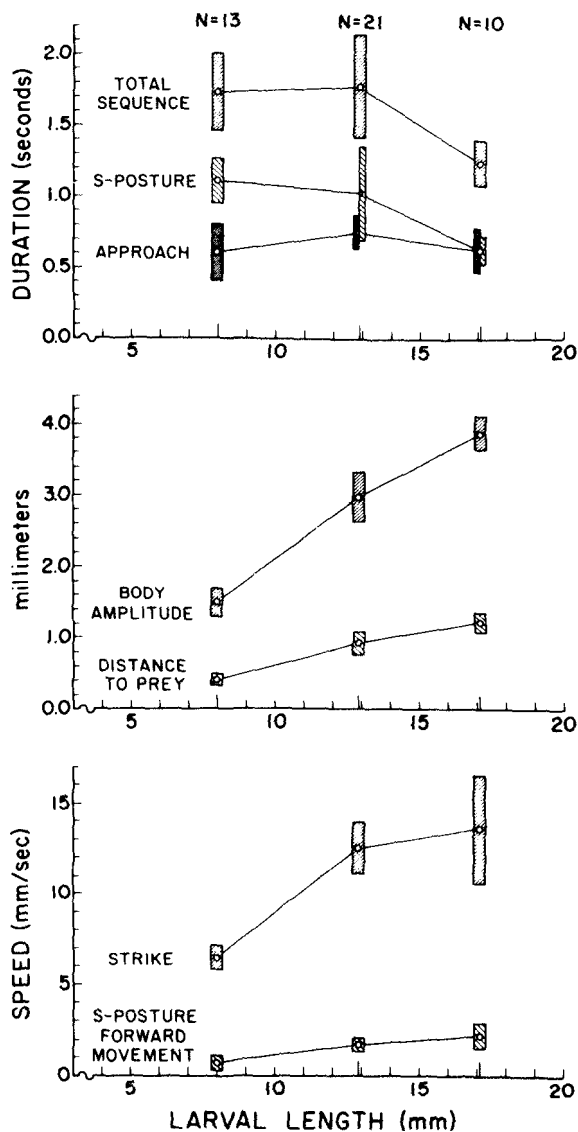 N=13 N=21 N=10
2.0
TOTAL
SEQUENCE
1.5
S-POSTURE
1.0
APPROACH
0.5
0.0
5 10 15 20
DURATION (seconds)
4.0
3.0
2.0
BODY
AMPLITUDE
1.0
DISTANCE
TO PREY
0.0
5 10 15 20
millimeters
15
10
STRIKE
5
S-POSTURE
FORWARD
MOVEMENT
0
5 10 15 20
SPEED (mm/sec)
LARVAL LENGTH (mm)